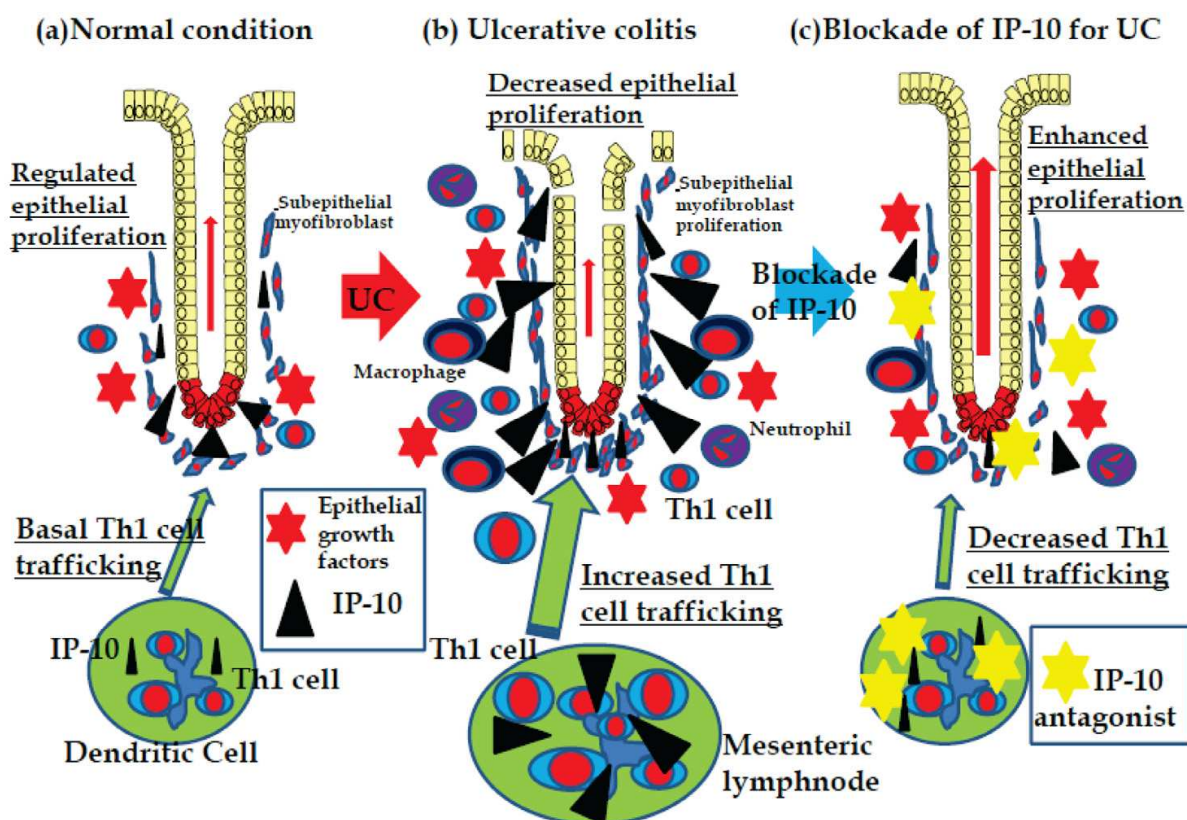 (a)Normal condition
(b) Ulcerative colitis
(c)Blockade of IP-10 for UC
Regulated
epithelial
proliferation
Subepithelial
myofibroblast
Basal Th1 cell
trafficking
IP-10
Th1 cell
Dendritic Cell
Epithelial
growth
factors
IP-10
UC
Decreased epithelial
proliferation
Subepithelial
myofibroblast
proliferation
Macrophage
Neutrophil
Th1 cell
Increased Th1
cell trafficking
Th1 cell
Mesenteric
lymphnode
Blockade
of IP-10
Enhanced
epithelial
proliferation
Decreased Th1
cell trafficking
IP-10
antagonist